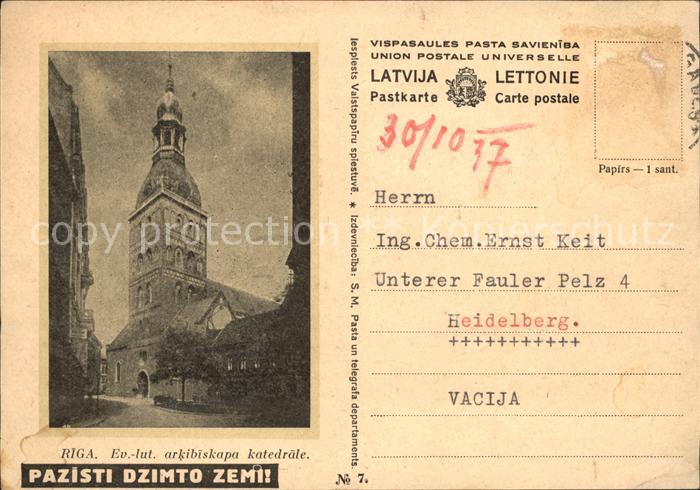 VISPASAULES PASTA SAVIENĪBA
UNION POSTALE UNIVERSELLE
LATVIJA LETTONIE
Pastkarte Carte postale
30/10 37
Papīrs — 1 sant.
Herrn
Ing.Chem.Ernst Keit
Unterer Fauler Pelz 4
Heidelberg.
+++++++++++
VACIJA
Iespiests Valstspapīru spiestuvē. * Izdevniecība: S. M. Pasta un telegrafa departaments.
RĪGA. Ev.-lut. arķibīskapa katedrāle.
PAZĪSTI DZIMTO ZEMI!
№ 7.
copy protection * Kopierschutz